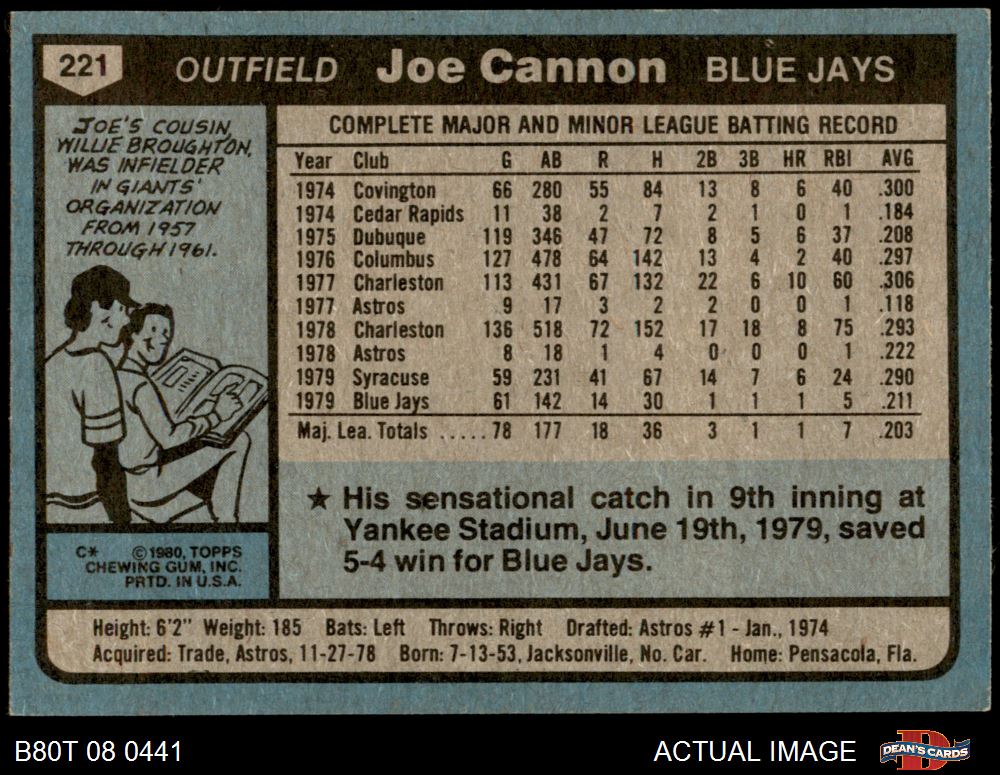 221 OUTFIELD Joe Cannon BLUE JAYS
JOE'S COUSIN,
WILLIE BROUGHTON,
WAS INFIELDER
IN GIANTS'
ORGANIZATION
FROM 1957
THROUGH 1961.
COMPLETE MAJOR AND MINOR LEAGUE BATTING RECORD
Year Club G AB R H 2B 3B HR RBI AVG
1974 Covington 66 280 55 84 13 8 6 40 .300
1974 Cedar Rapids 11 38 2 7 2 1 0 1 .184
1975 Dubuque 119 346 47 72 8 5 6 37 .208
1976 Columbus 127 478 64 142 13 4 2 40 .297
1977 Charleston 113 431 67 132 22 6 10 60 .306
1977 Astros 9 17 3 2 2 0 0 1 .118
1978 Charleston 136 518 72 152 17 18 8 75 .293
1978 Astros 8 18 1 4 0 0 0 1 .222
1979 Syracuse 59 231 41 67 14 7 6 24 .290
1979 Blue Jays 61 142 14 30 1 1 1 5 .211
Maj. Lea. Totals .....78 177 18 36 3 1 1 7 .203
★ His sensational catch in 9th inning at
Yankee Stadium, June 19th, 1979, saved
5-4 win for Blue Jays.
C* ©1980, TOPPS
CHEWING GUM, INC.
PRTD. IN U.S.A.
Height: 6'2" Weight: 185 Bats: Left Throws: Right Drafted: Astros #1 - Jan., 1974
Acquired: Trade, Astros, 11-27-78 Born: 7-13-53, Jacksonville, No. Car. Home: Pensacola, Fla.
B80T 08 0441 ACTUAL IMAGE DEAN'S CARDS